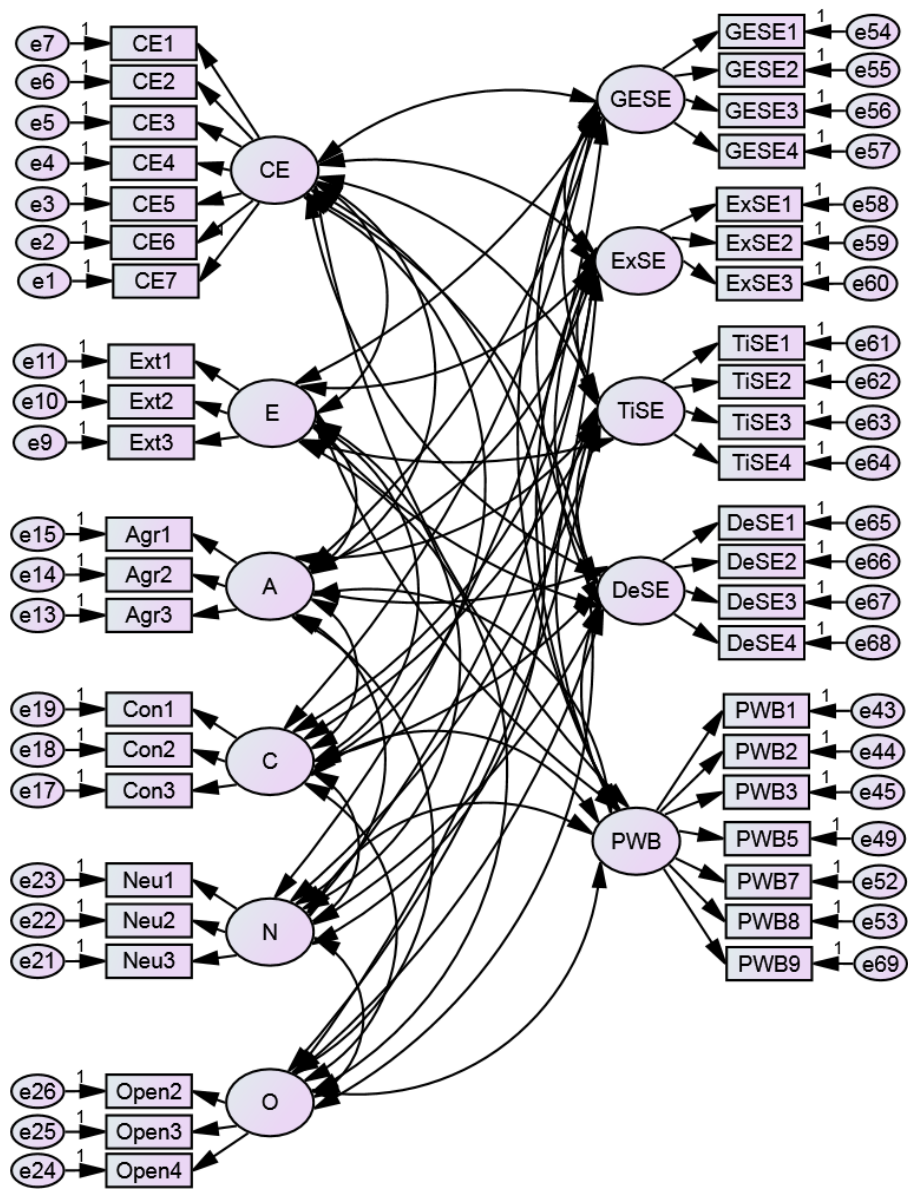 e7 1 CE1
e6 1 CE2
e5 1 CE3
e4 1 CE4
e3 1 CE5
e2 1 CE6
e1 1 CE7
CE
e11 1 Ext1
e10 1 Ext2
e9 1 Ext3
E
e15 1 Agr1
e14 1 Agr2
e13 1 Agr3
A
e19 1 Con1
e18 1 Con2
e17 1 Con3
C
e23 1 Neu1
e22 1 Neu2
e21 1 Neu3
N
e26 1 Open2
e25 1 Open3
e24 1 Open4
O
GESE
GESE1 1 e54
GESE2 1 e55
GESE3 1 e56
GESE4 1 e57
ExSE
ExSE1 1 e58
ExSE2 1 e59
ExSE3 1 e60
TiSE
TiSE1 1 e61
TiSE2 1 e62
TiSE3 1 e63
TiSE4 1 e64
DeSE
DeSE1 1 e65
DeSE2 1 e66
DeSE3 1 e67
DeSE4 1 e68
PWB
PWB1 1 e43
PWB2 1 e44
PWB3 1 e45
PWB5 1 e49
PWB7 1 e52
PWB8 1 e53
PWB9 1 e69